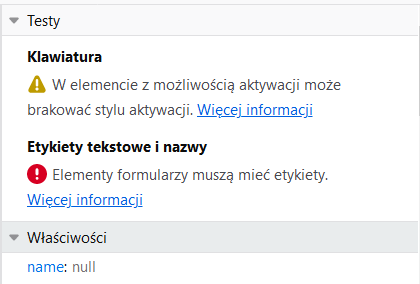 Testy
Klawiatura
W elemencie z możliwością aktywacji może
brakować stylu aktywacji. Więcej informacji
Etykiety tekstowe i nazwy
Elementy formularzy muszą mieć etykiety.
Więcej informacji
Właściwości
name: null